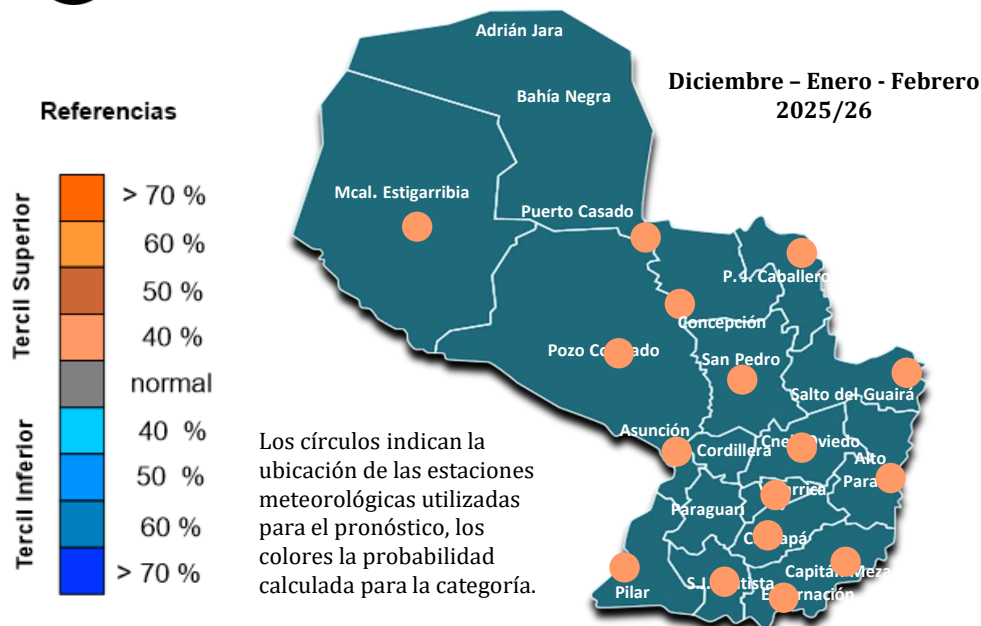 Adrián Jara
Diciembre – Enero - Febrero
2025/26
Bahía Negra
Referencias
Tercil Superior
> 70 %
60 %
50 %
40 %
normal
Tercil Inferior
40 %
50 %
60 %
> 70 %
Mcal. Estigarribia
Puerto Casado
P. J. Caballero
Concepción
Pozo
San Pedro
Salto del Guairá
Asunción
Cordillera
Oviedo
Alto
Paraguarí
Capitán Meza
Pilar
Los círculos indican la
ubicación de las estaciones
meteorológicas utilizadas
para el pronóstico, los
colores la probabilidad
calculada para la categoría.